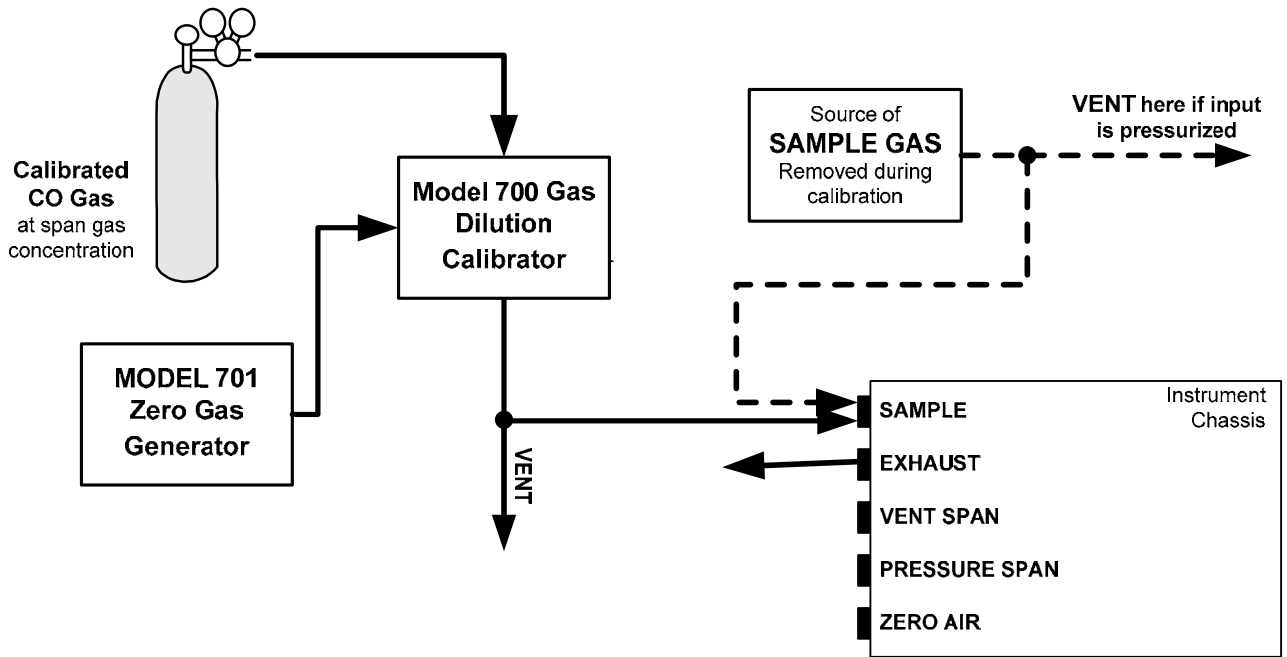 Calibrated
CO Gas
at span gas
concentration
Model 700 Gas
Dilution
Calibrator
MODEL 701
Zero Gas
Generator
VENT
Source of
SAMPLE GAS
Removed during
calibration
VENT here if input
is pressurized
Instrument
Chassis
SAMPLE
EXHAUST
VENT SPAN
PRESSURE SPAN
ZERO AIR